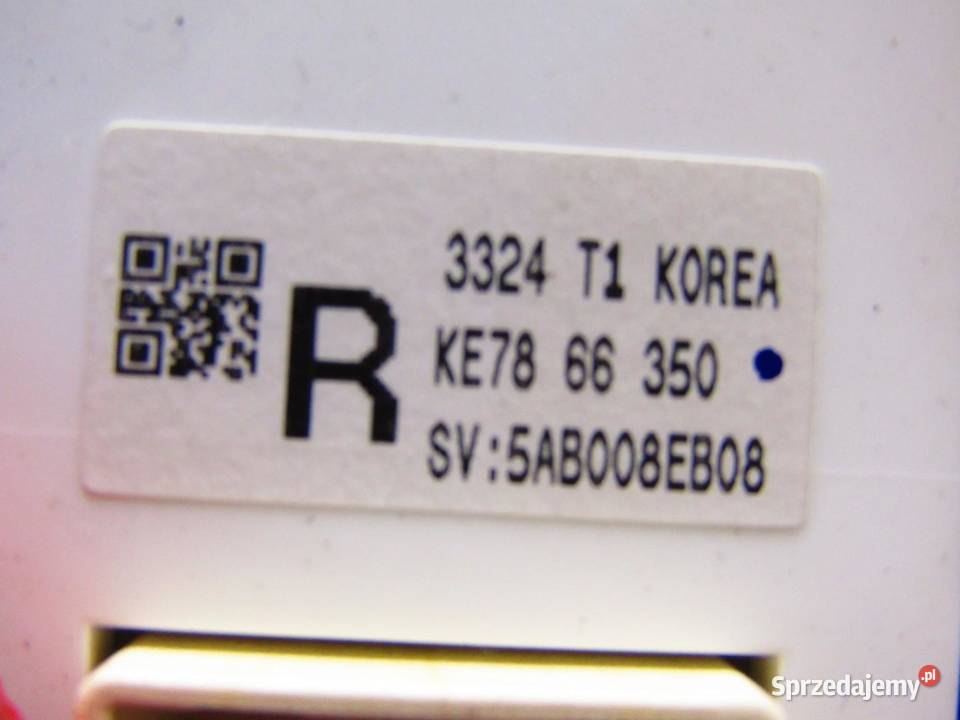 R
3324 T1 KOREA
KE78 66 350
SV:5AB008EB08
Sprzedajemy.pl